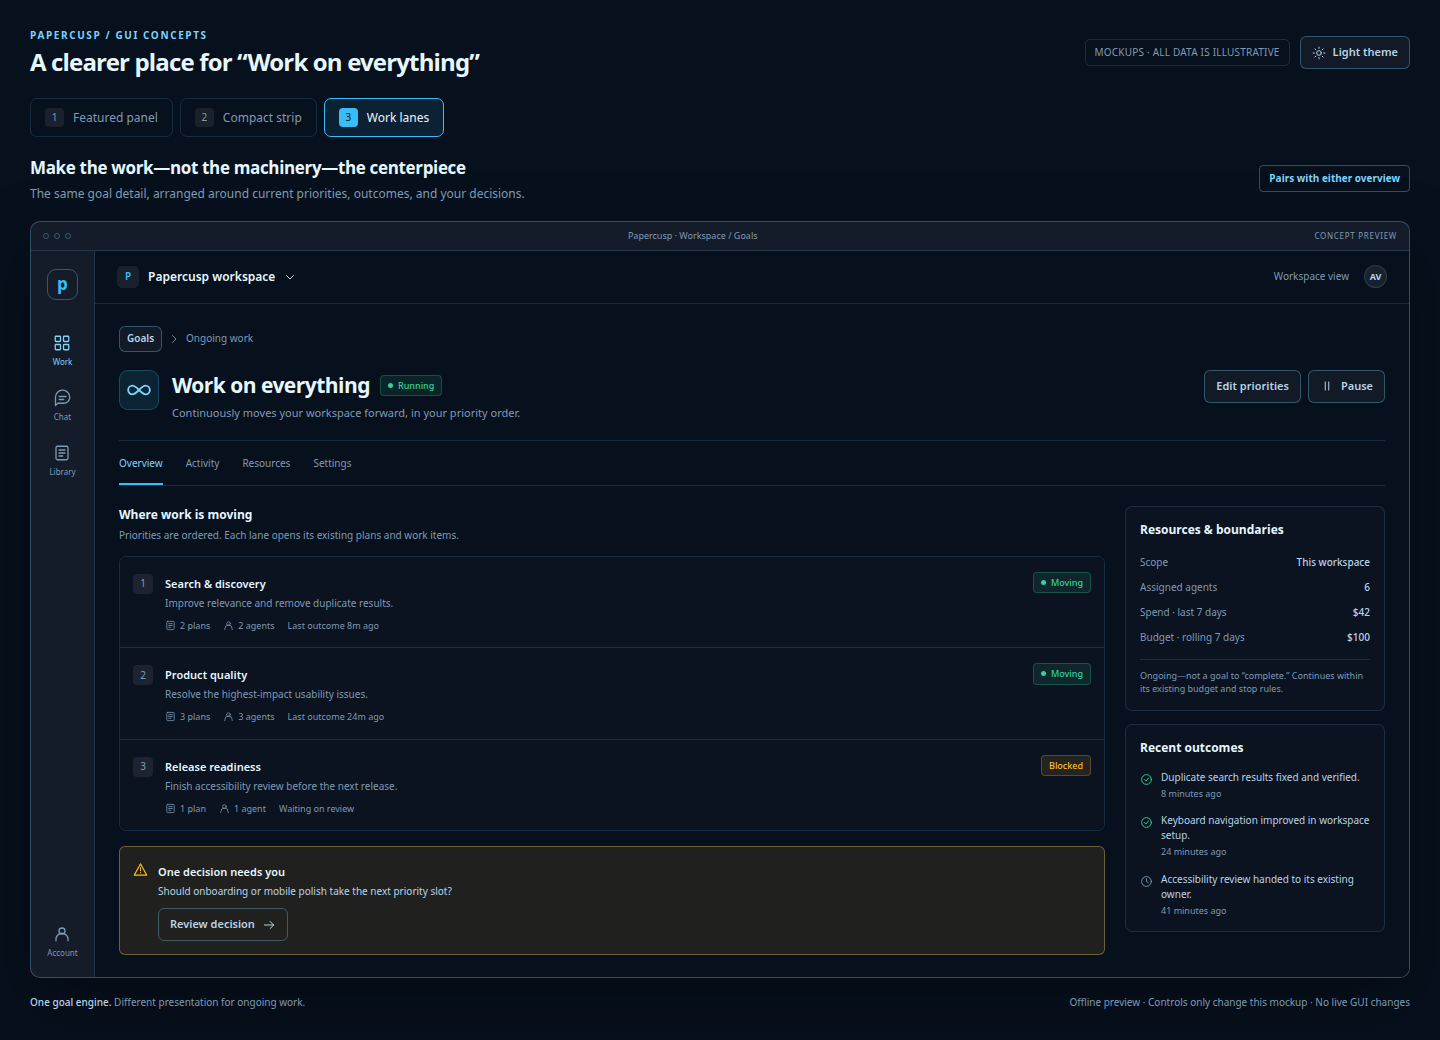 PAPERCUSP / GUI CONCEPTS
A clearer place for “Work on everything”
MOCKUPS · ALL DATA IS ILLUSTRATIVE
Light theme
1 Featured panel
2 Compact strip
3 Work lanes
Make the work—not the machinery—the centerpiece
The same goal detail, arranged around current priorities, outcomes, and your decisions.
Pairs with either overview
Papercusp · Workspace / Goals
CONCEPT PREVIEW
p
Work
Chat
Library
Account
P Papercusp workspace
Workspace view
AV
Goals
Ongoing work
Work on everything
Running
Continuously moves your workspace forward, in your priority order.
Edit priorities
Pause
Overview
Activity
Resources
Settings
Where work is moving
Priorities are ordered. Each lane opens its existing plans and work items.
1 Search & discovery
Moving
Improve relevance and remove duplicate results.
2 plans 2 agents Last outcome 8m ago
2 Product quality
Moving
Resolve the highest-impact usability issues.
3 plans 3 agents Last outcome 24m ago
3 Release readiness
Blocked
Finish accessibility review before the next release.
1 plan 1 agent Waiting on review
One decision needs you
Should onboarding or mobile polish take the next priority slot?
Review decision
Resources & boundaries
Scope This workspace
Assigned agents 6
Spend · last 7 days $42
Budget · rolling 7 days $100
Ongoing—not a goal to “complete.” Continues within
its existing budget and stop rules.
Recent outcomes
Duplicate search results fixed and verified.
8 minutes ago
Keyboard navigation improved in workspace
setup.
24 minutes ago
Accessibility review handed to its existing
owner.
41 minutes ago
One goal engine. Different presentation for ongoing work.
Offline preview · Controls only change this mockup · No live GUI changes